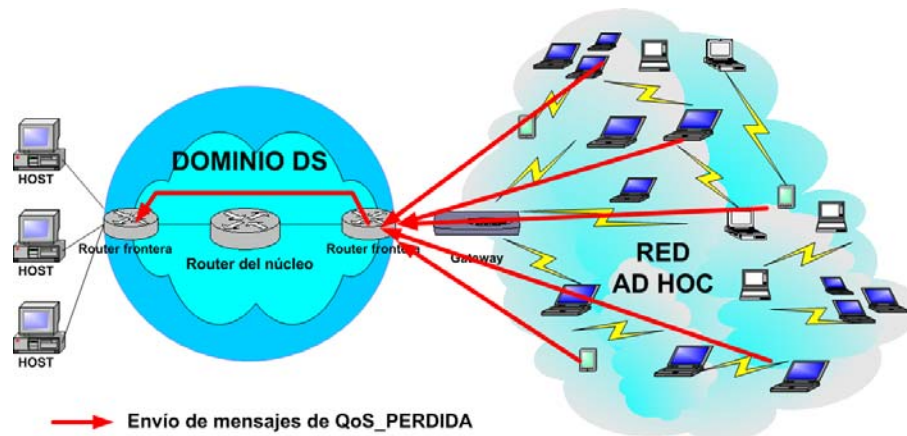 DOMINIO DS
HOST
Router frontera
Router del núcleo
Router frontera
Gateway
HOST
HOST
RED
AD HOC
Envío de mensajes de QoS_PERDIDA